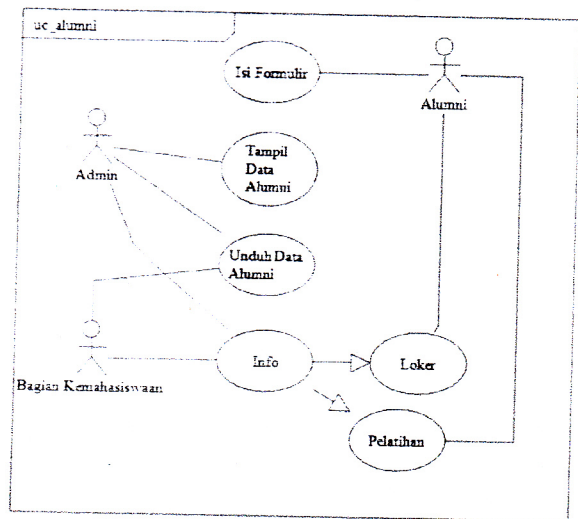 uc_alumni
Isi Formulir
Alumni
Admin
Tampil
Data
Alumni
Unduh Data
Alumni
Bagian Kemahasiswaan
Info
Loker
Pelatihan